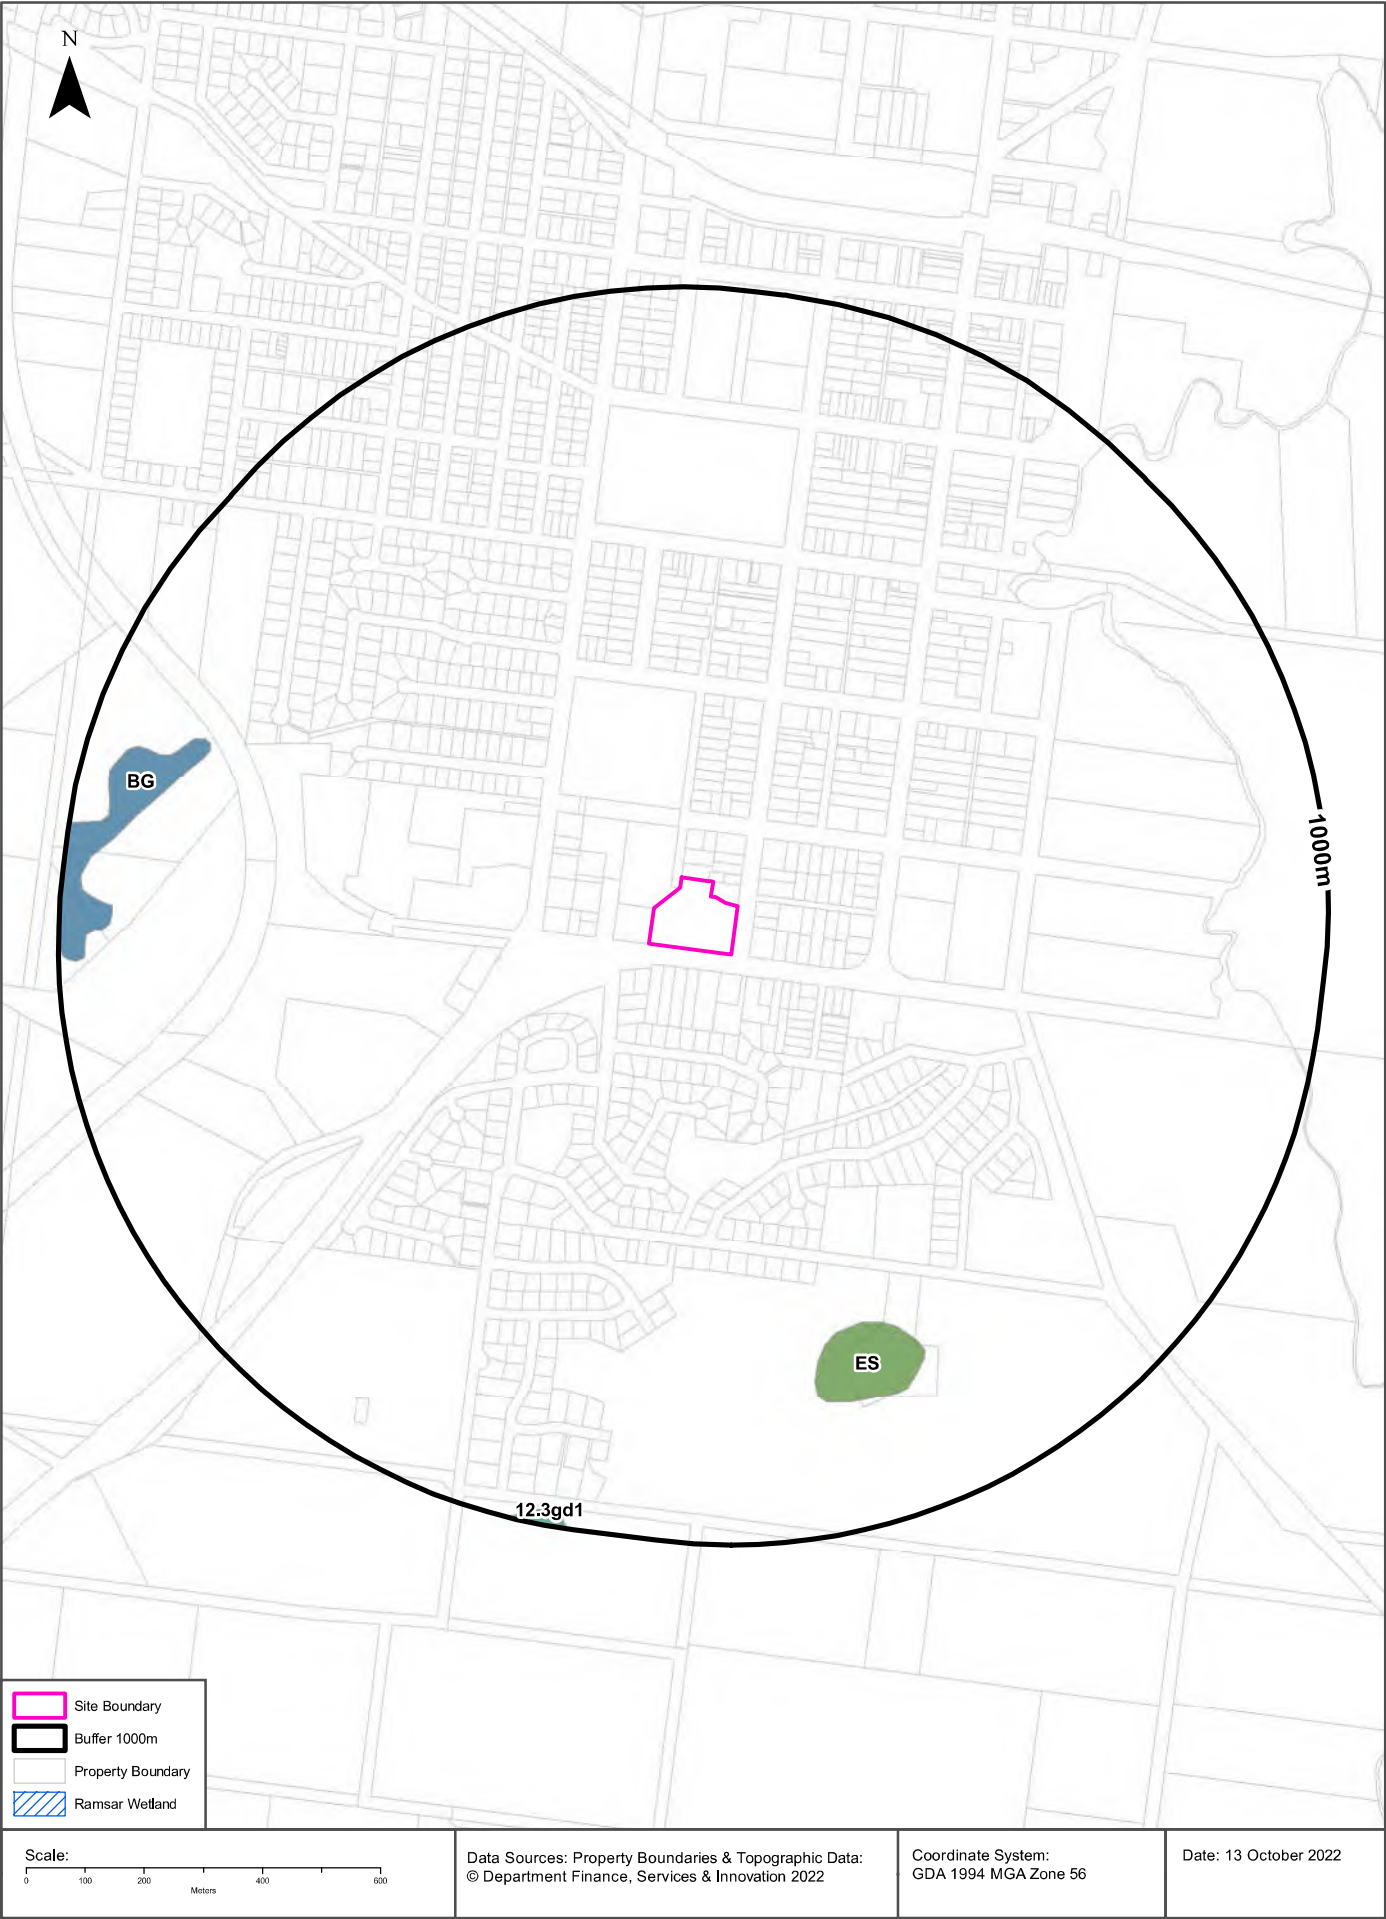 N
BG
1000m
ES
12.3gd1
Site Boundary
Buffer 1000m
Property Boundary
Ramsar Wetland
Scale:
0 100 200 400 600
Meters
Data Sources: Property Boundaries & Topographic Data:
© Department Finance, Services & Innovation 2022
Coordinate System:
GDA 1994 MGA Zone 56
Date: 13 October 2022